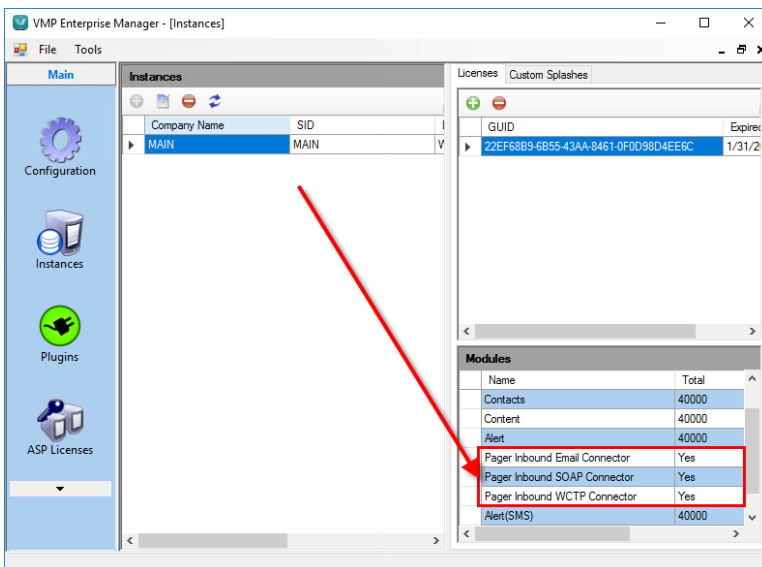 VMP Enterprise Manager - [Instances]
File Tools
Main
Configuration
Instances
Plugins
ASP Licenses
Instances
Company Name SID
MAIN MAIN
Licenses Custom Splashes
GUID Expired
22EF68B9-6B55-43AA-8461-0F0D98D4EE6C 1/31/2
Modules
Name Total
Contacts 40000
Content 40000
Alert 40000
Pager Inbound Email Connector Yes
Pager Inbound SOAP Connector Yes
Pager Inbound WCTP Connector Yes
Alert(SMS) 40000